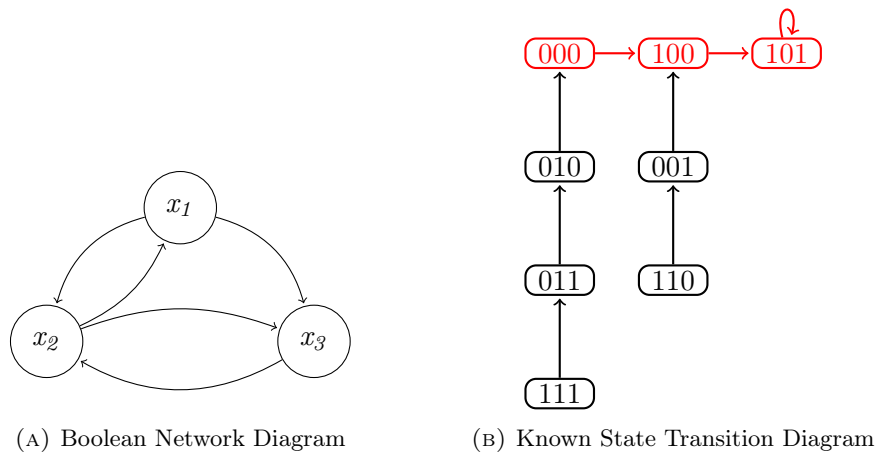 x1
x2
x3
(A) Boolean Network Diagram
000
100
101
010
001
011
110
111
(B) Known State Transition Diagram